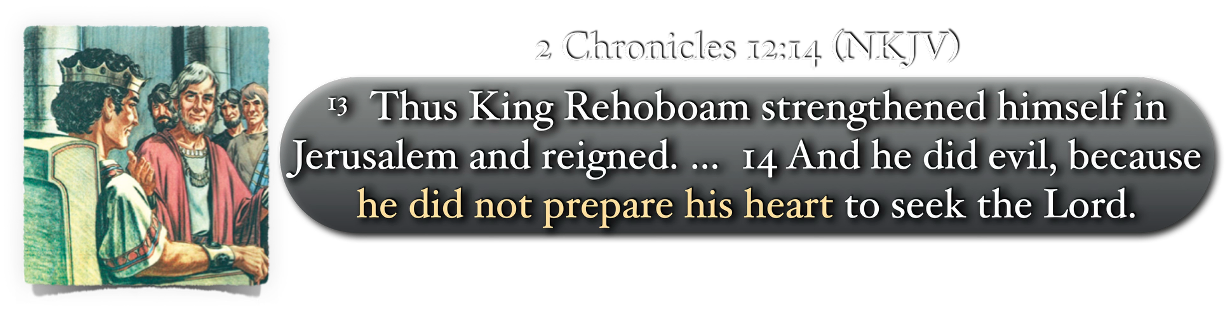 2 Chronicles 12:14 (NKJV)
13 Thus King Rehoboam strengthened himself in
Jerusalem and reigned. ... 14 And he did evil, because
he did not prepare his heart to seek the Lord.